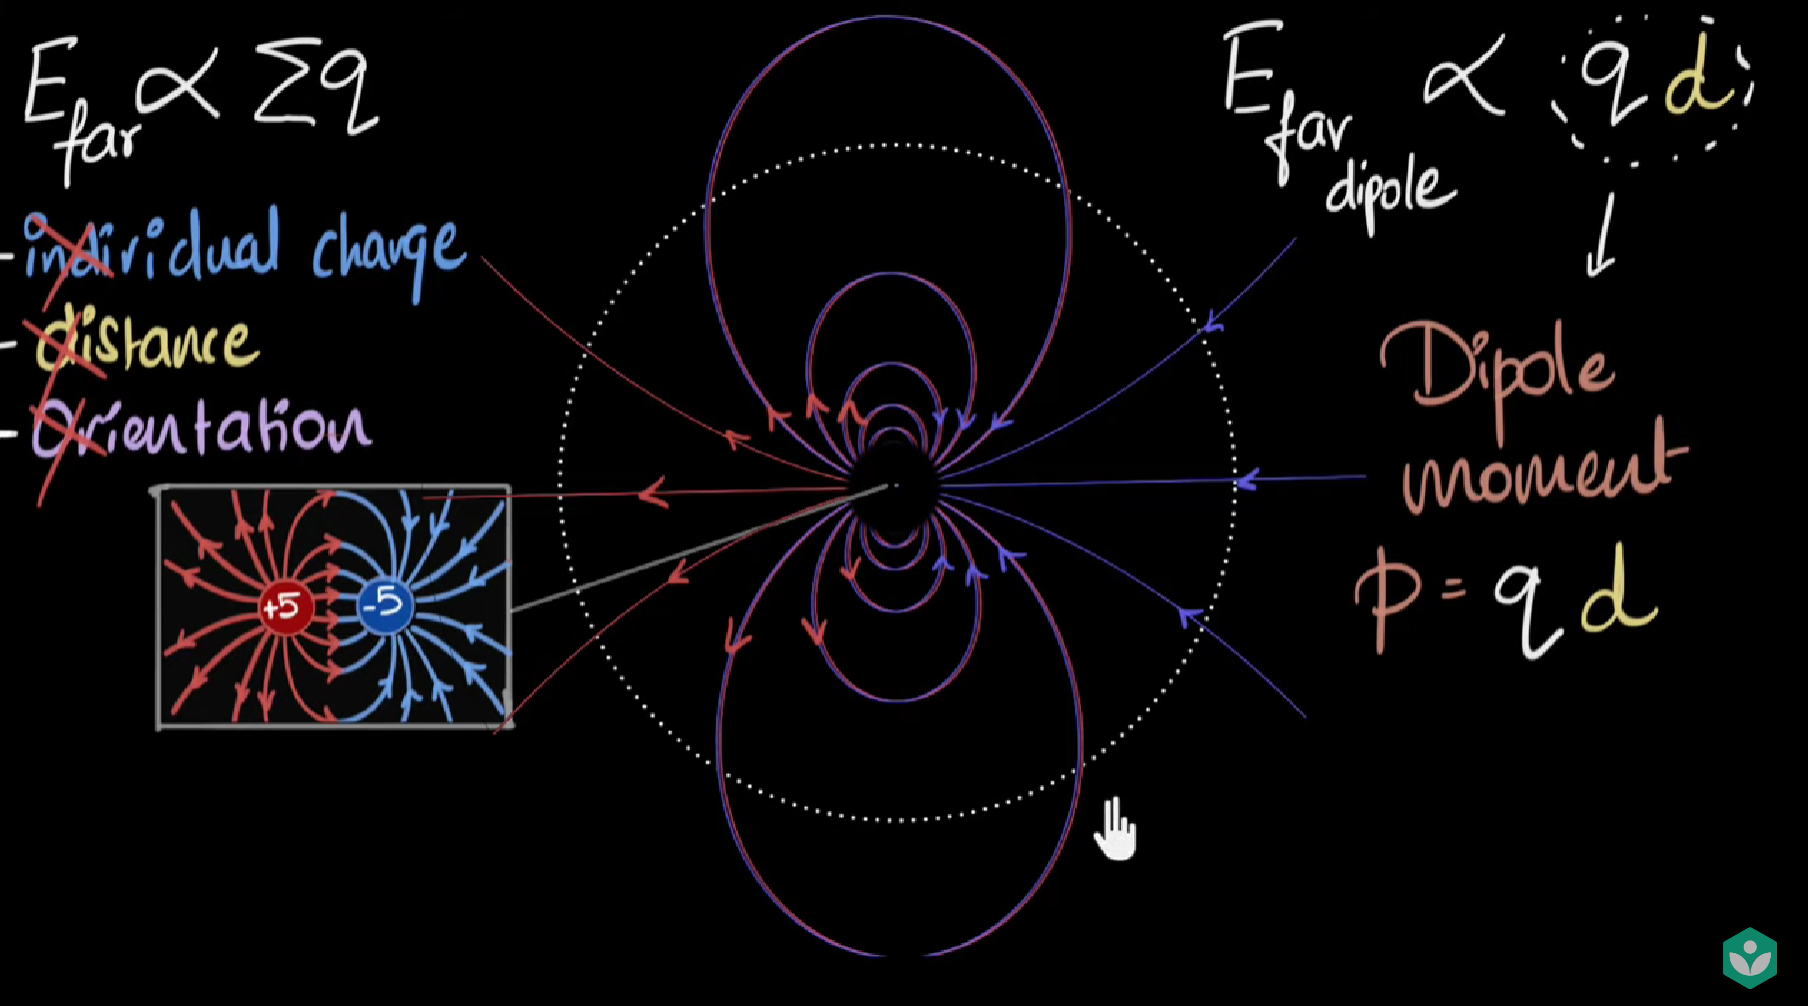 E far ∝ Σq
- individual charge
- distance
- Orientation
+5 -5
E far dipole ∝ q d
Dipole
moment
p = q d